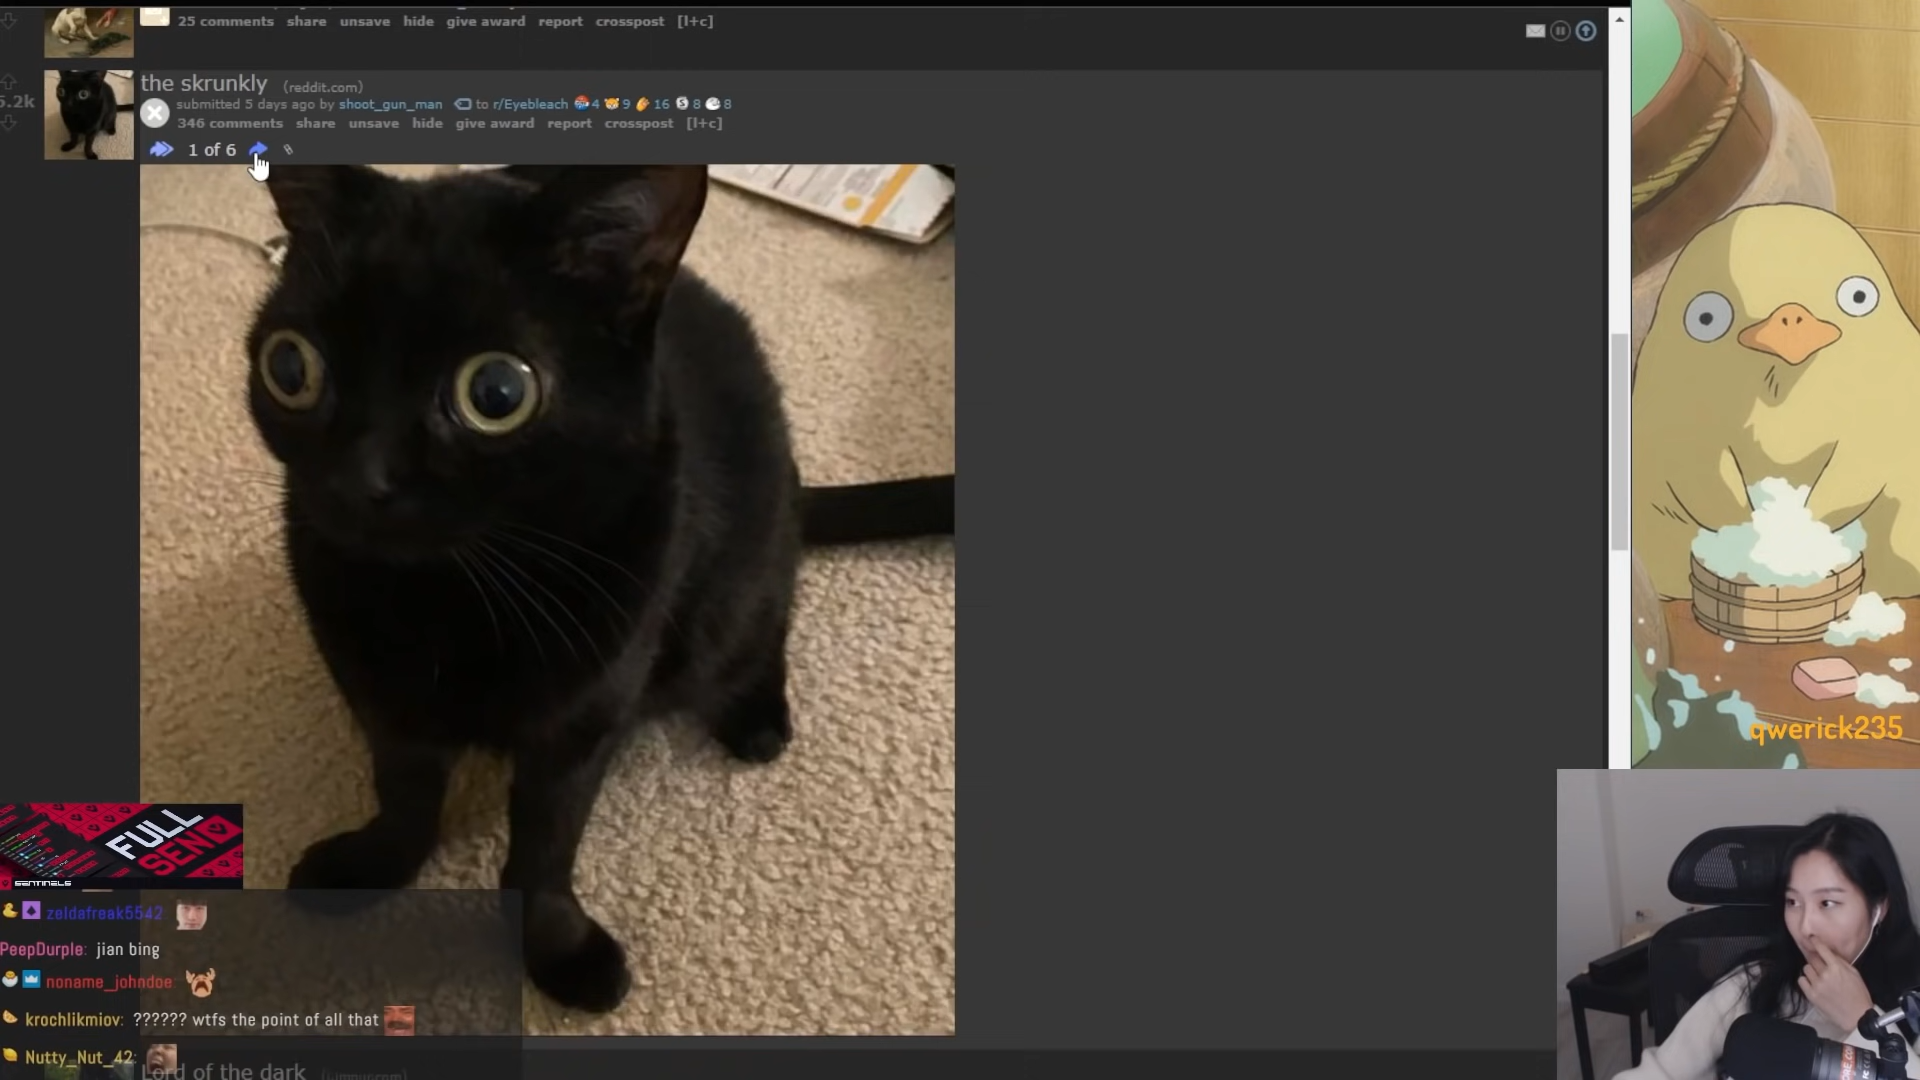 25 comments share unsave hide give award report crosspost [l+c]
the skrunkly (reddit.com)
5.2k
submitted 5 days ago by shoot_gun_man to r/Eyebleach 4 9 16 8 8
346 comments share unsave hide give award report crosspost [l+c]
1 of 6
qwerick235
FULL
SEND
SENTINELS
zeldafreak5542
PeepDurple: jian bing
noname_johndoe:
krochlikmiov: ?????? wtfs the point of all that
Nutty_Nut_42:
Lord of the dark (i.imgur.com)